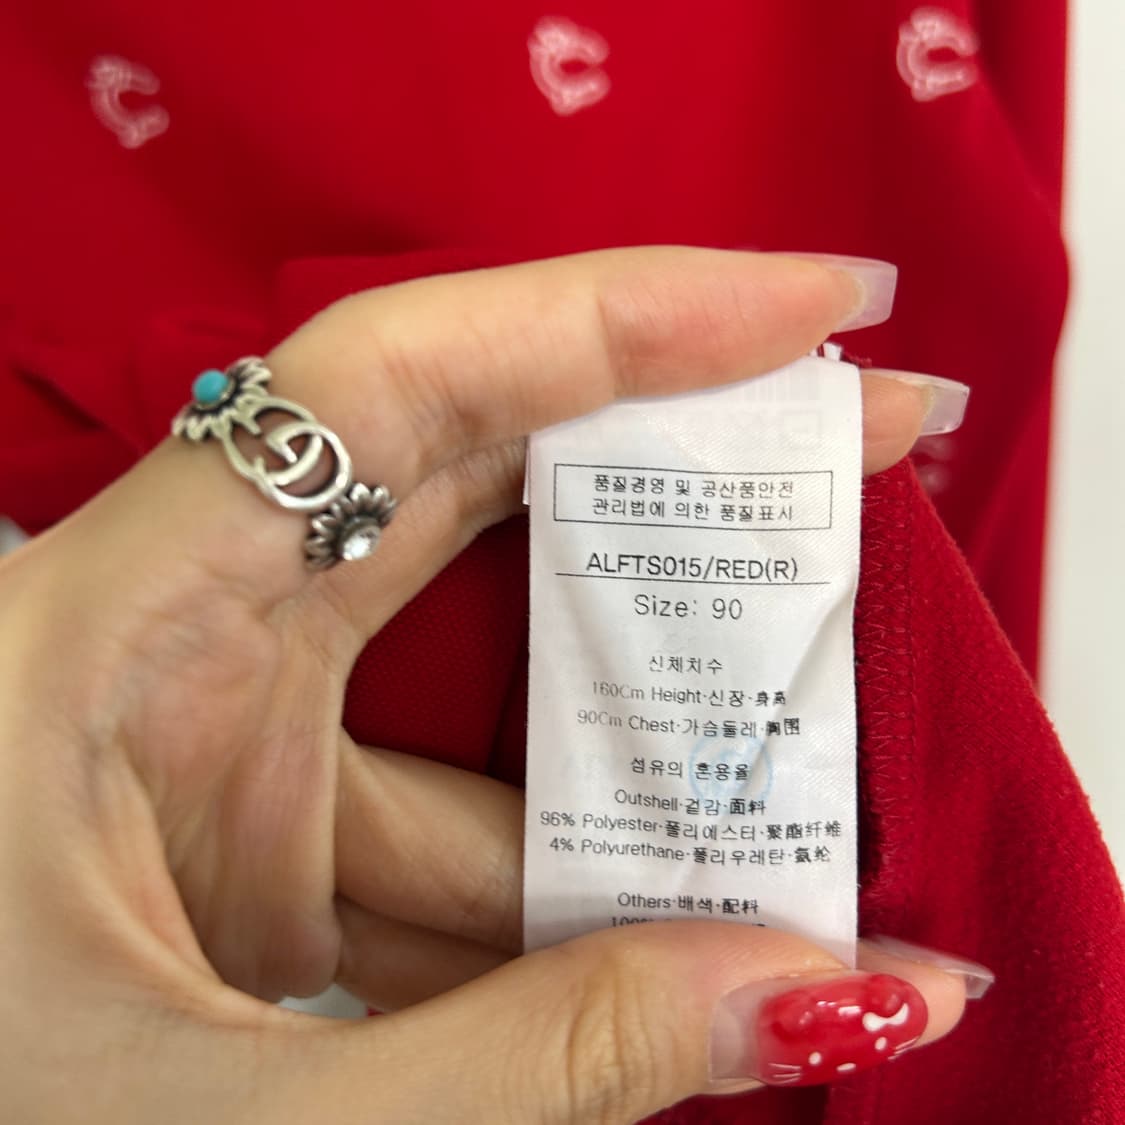 품질경영 및 공산품안전
관리법에 의한 품질표시
ALFTS015/RED(R)
Size: 90
신체치수
160Cm Height·신장·身高
90Cm Chest·가슴둘레·胸围
섬유의 혼용율
Outshell·겉감·面料
96% Polyester·폴리에스터·聚酯纤维
4% Polyurethane·폴리우레탄·氨纶
Others·배색·配料
100%